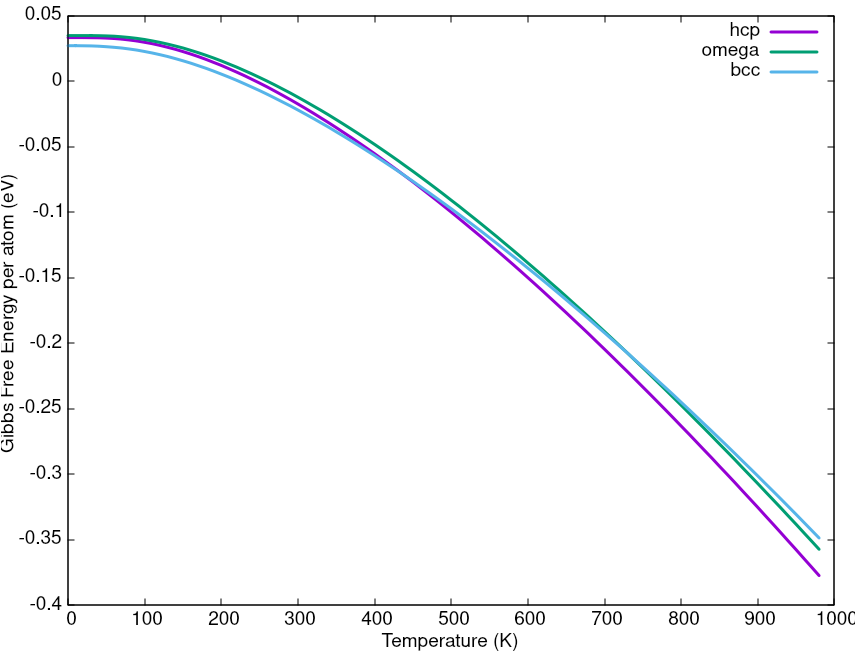 0.05
0
-0.05
-0.1
-0.15
-0.2
-0.25
-0.3
-0.35
-0.4
0 100 200 300 400 500 600 700 800 900 1000
Temperature (K)
Gibbs Free Energy per atom (eV)
hcp
omega
bcc